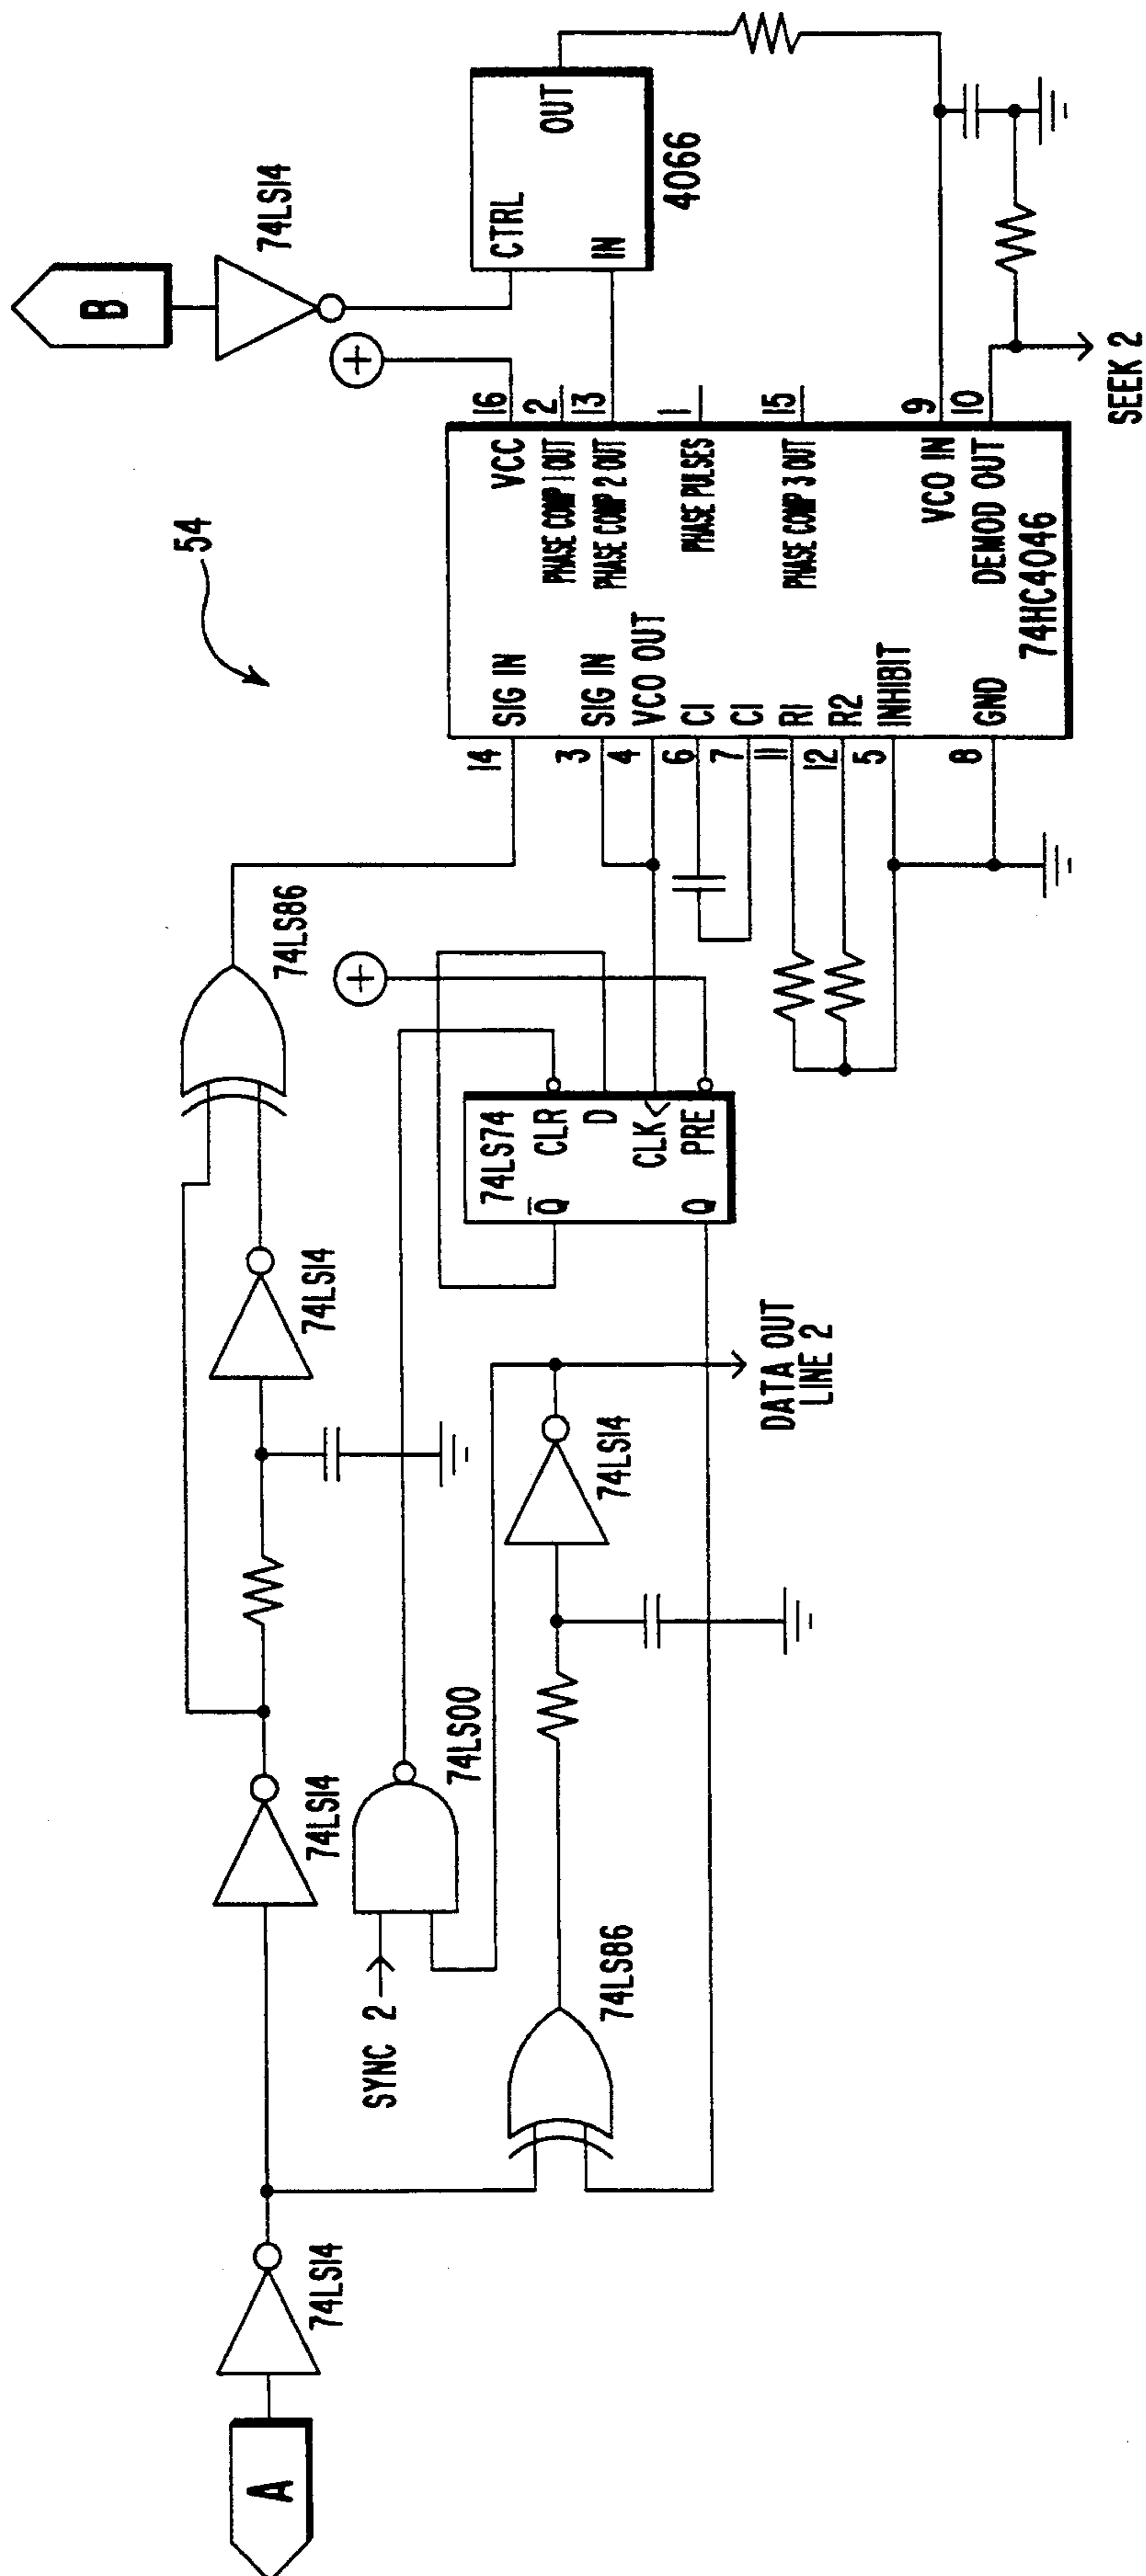 54
B
74LS14
16
VCC
2
PHASE COMP 1 OUT
13
PHASE COMP 2 OUT
1
PHASE PULSES
15
PHASE COMP 3 OUT
9
VCO IN
10
DEMOD OUT
74HC4046
CTRL
IN
OUT
4066
SEEK 2
14
SIG IN
3
SIG IN
4
VCO OUT
6
C1
7
C1
11
R1
12
R2
5
INHIBIT
8
GND
74LS86
74LS14
74LS14
74LS14
A
74LS74
CLR
D
CLK
PRE
Q
Q
SYNC 2
74LS00
74LS86
74LS14
DATA OUT
LINE 2
+
+